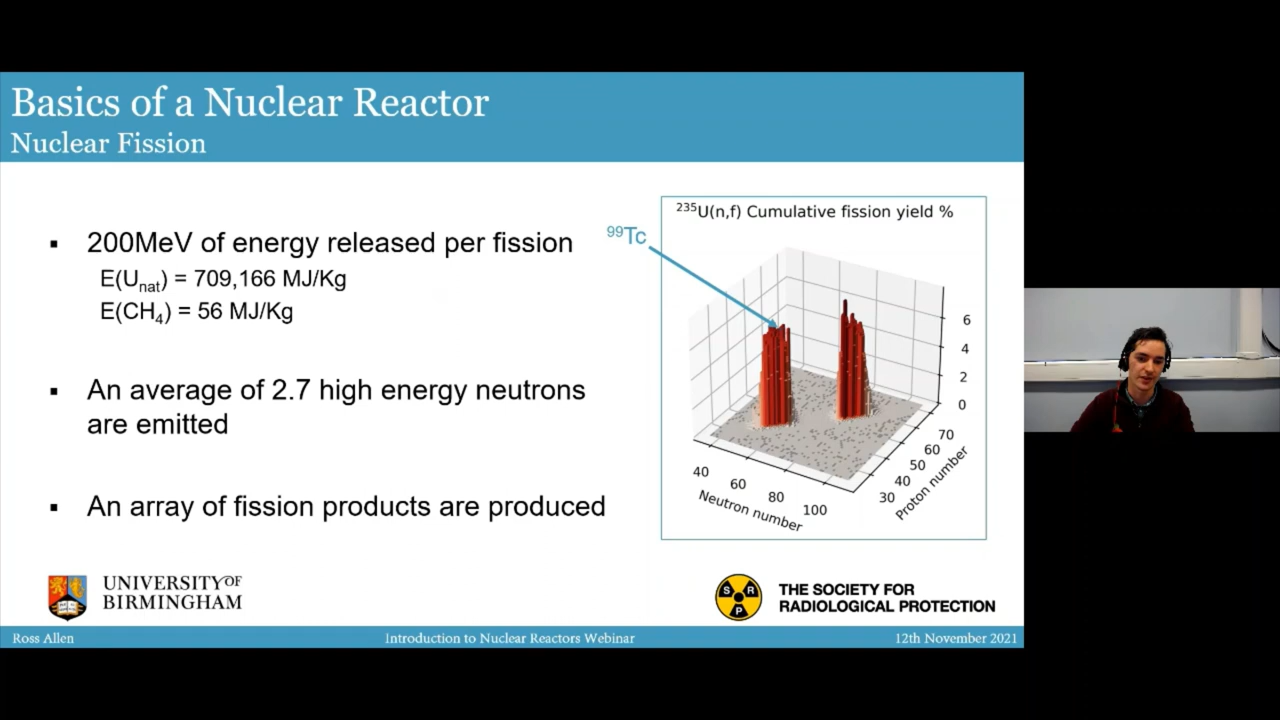 Basics of a Nuclear Reactor
Nuclear Fission
▪ 200MeV of energy released per fission
E(Uₙₐₜ) = 709,166 MJ/Kg
E(CH₄) = 56 MJ/Kg
▪ An average of 2.7 high energy neutrons
are emitted
▪ An array of fission products are produced
⁹⁹Tc
²³⁵U(n,f) Cumulative fission yield %
6
4
2
0
70
60
50
40
30
Proton number
40
60
80
100
Neutron number
UNIVERSITY OF
BIRMINGHAM
S R
P
THE SOCIETY FOR
RADIOLOGICAL PROTECTION
Ross Allen
Introduction to Nuclear Reactors Webinar
12th November 2021